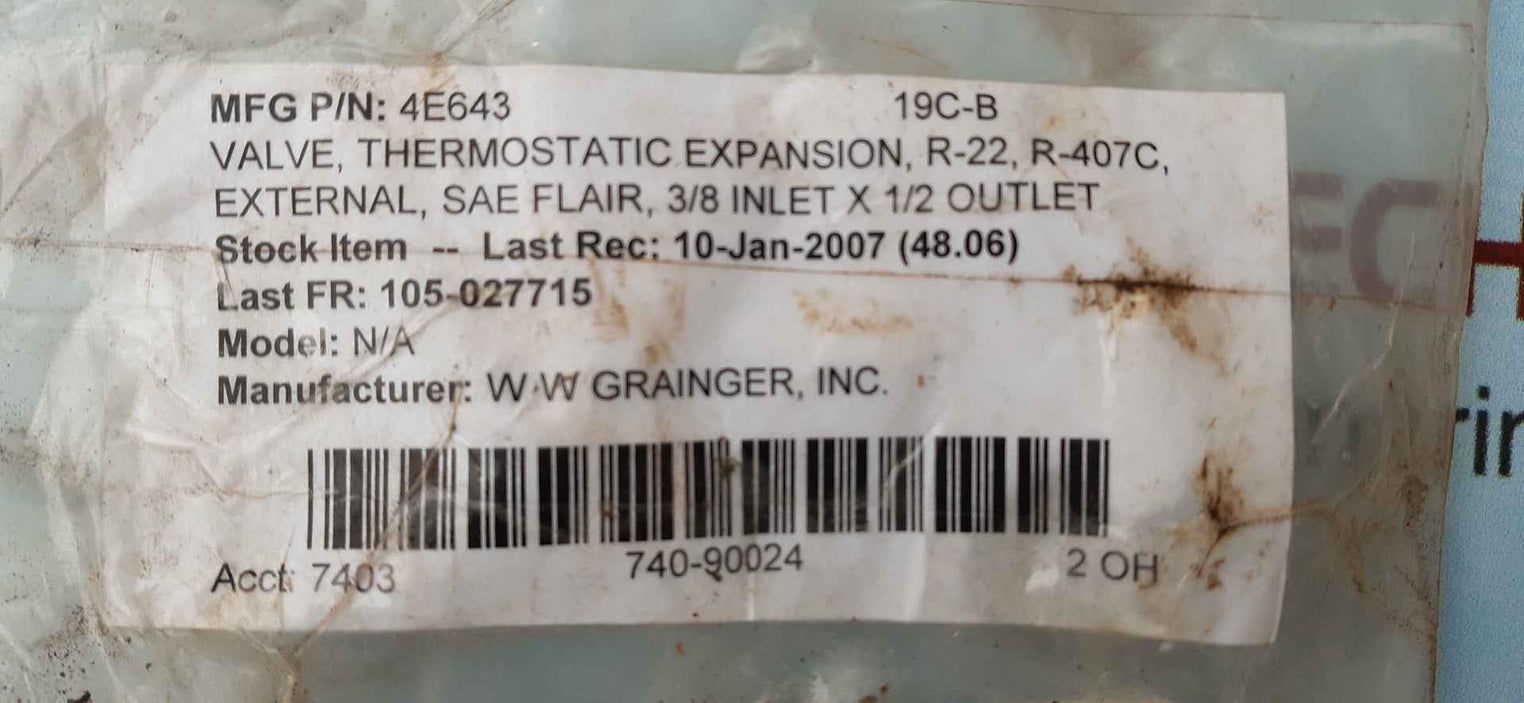 MFG P/N: 4E643 19C-B
VALVE, THERMOSTATIC EXPANSION, R-22, R-407C,
EXTERNAL, SAE FLAIR, 3/8 INLET X 1/2 OUTLET
Stock Item -- Last Rec: 10-Jan-2007 (48.06)
Last FR: 105-027715
Model: N/A
Manufacturer: W W GRAINGER, INC.
740-90024
Acct: 7403 2 OH